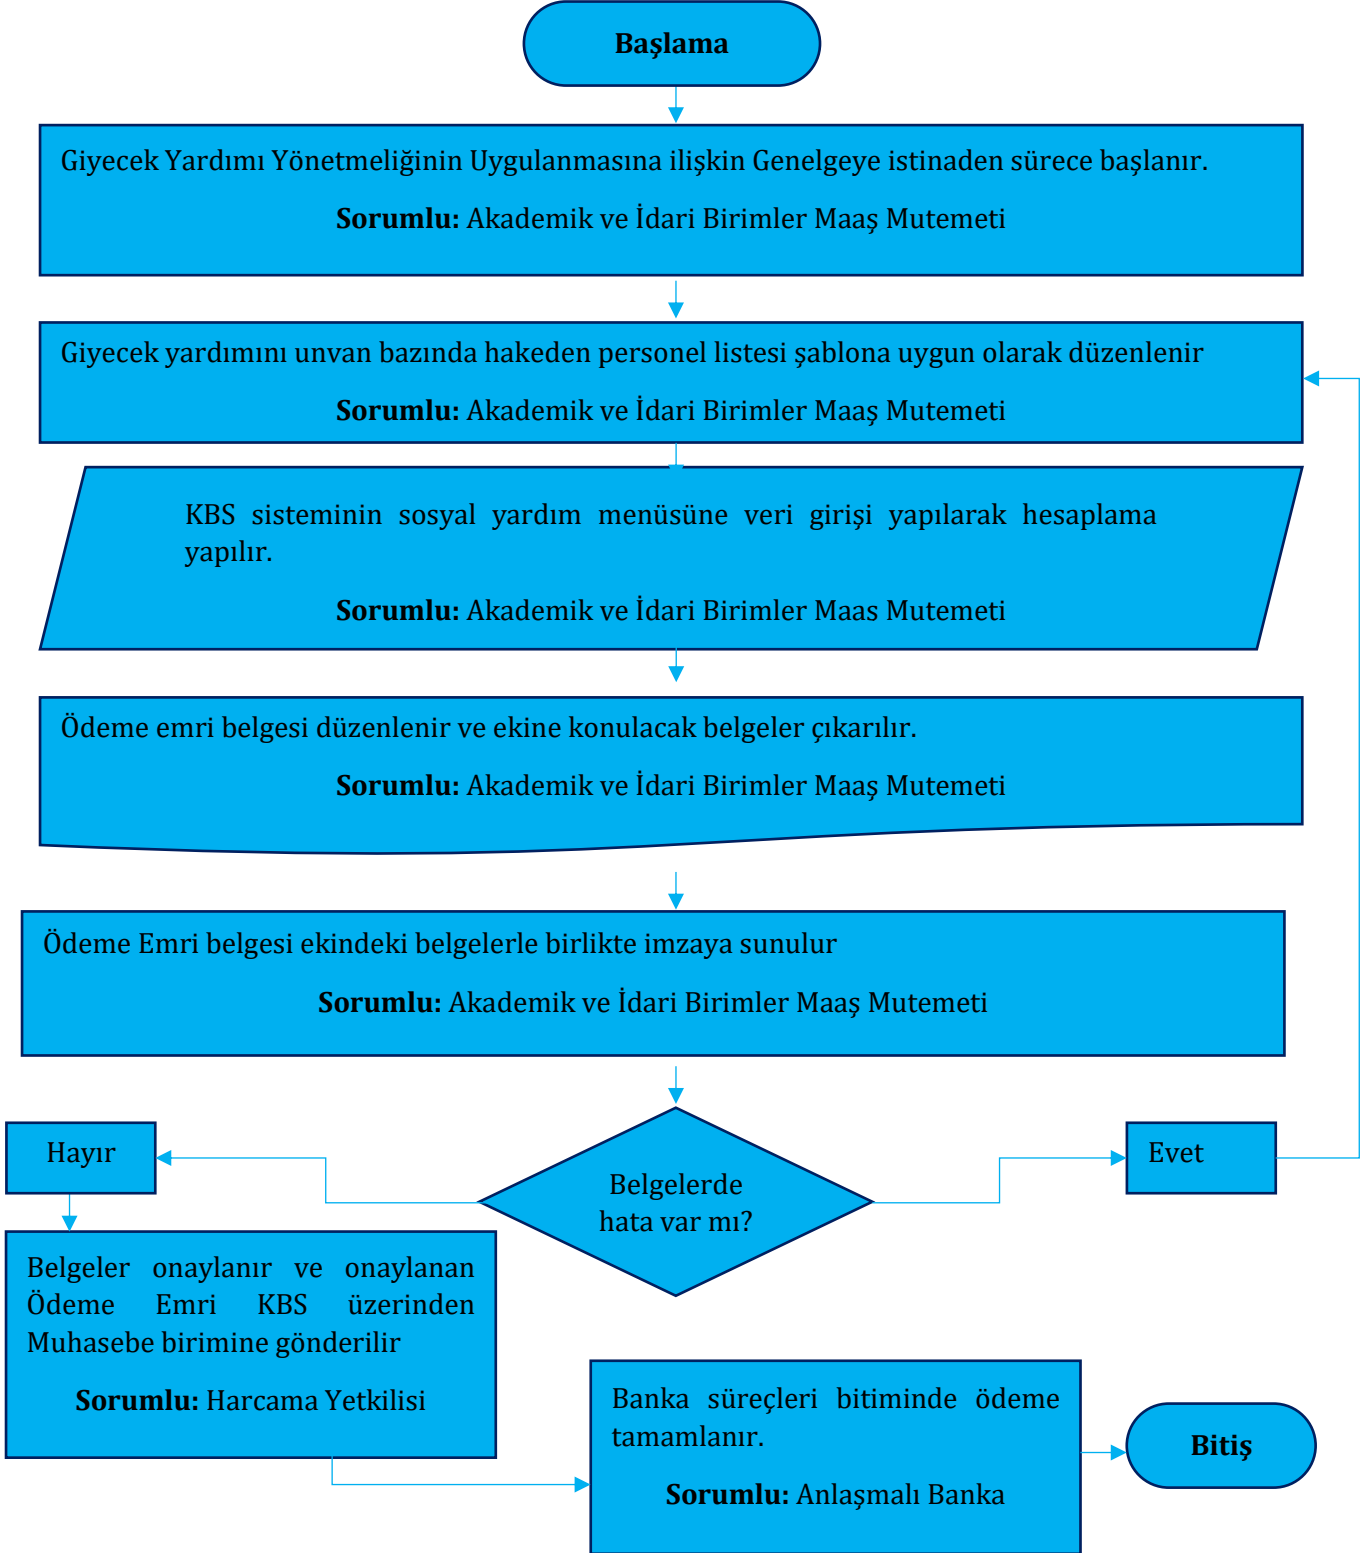 Başlama
Giyecek Yardımı Yönetmeliğinin Uygulanmasına ilişkin Genelgeye istinaden sürece başlanır.
Sorumlu: Akademik ve İdari Birimler Maaş Mutemeti
Giyecek yardımını unvan bazında hakeden personel listesi şablona uygun olarak düzenlenir
Sorumlu: Akademik ve İdari Birimler Maaş Mutemeti
KBS sisteminin sosyal yardım menüsüne veri girişi yapılarak hesaplama
yapılır.
Sorumlu: Akademik ve İdari Birimler Maas Mutemeti
Ödeme emri belgesi düzenlenir ve ekine konulacak belgeler çıkarılır.
Sorumlu: Akademik ve İdari Birimler Maaş Mutemeti
Ödeme Emri belgesi ekindeki belgelerle birlikte imzaya sunulur
Sorumlu: Akademik ve İdari Birimler Maaş Mutemeti
Hayır
Evet
Belgelerde
hata var mı?
Belgeler onaylanır ve onaylanan
Ödeme Emri KBS üzerinden
Muhasebe birimine gönderilir
Sorumlu: Harcama Yetkilisi
Banka süreçleri bitiminde ödeme
tamamlanır.
Sorumlu: Anlaşmalı Banka
Bitiş